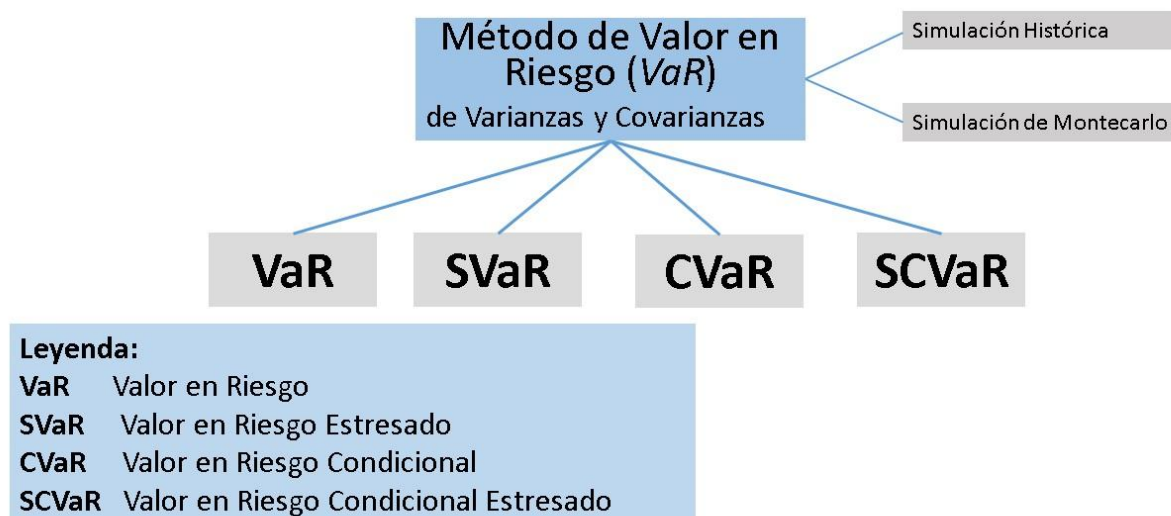 Método de Valor en
Riesgo (VaR)
de Varianzas y Covarianzas
Simulación Histórica
Simulación de Montecarlo
VaR
SVaR
CVaR
SCVaR
Leyenda:
VaR Valor en Riesgo
SVaR Valor en Riesgo Estresado
CVaR Valor en Riesgo Condicional
SCVaR Valor en Riesgo Condicional Estresado